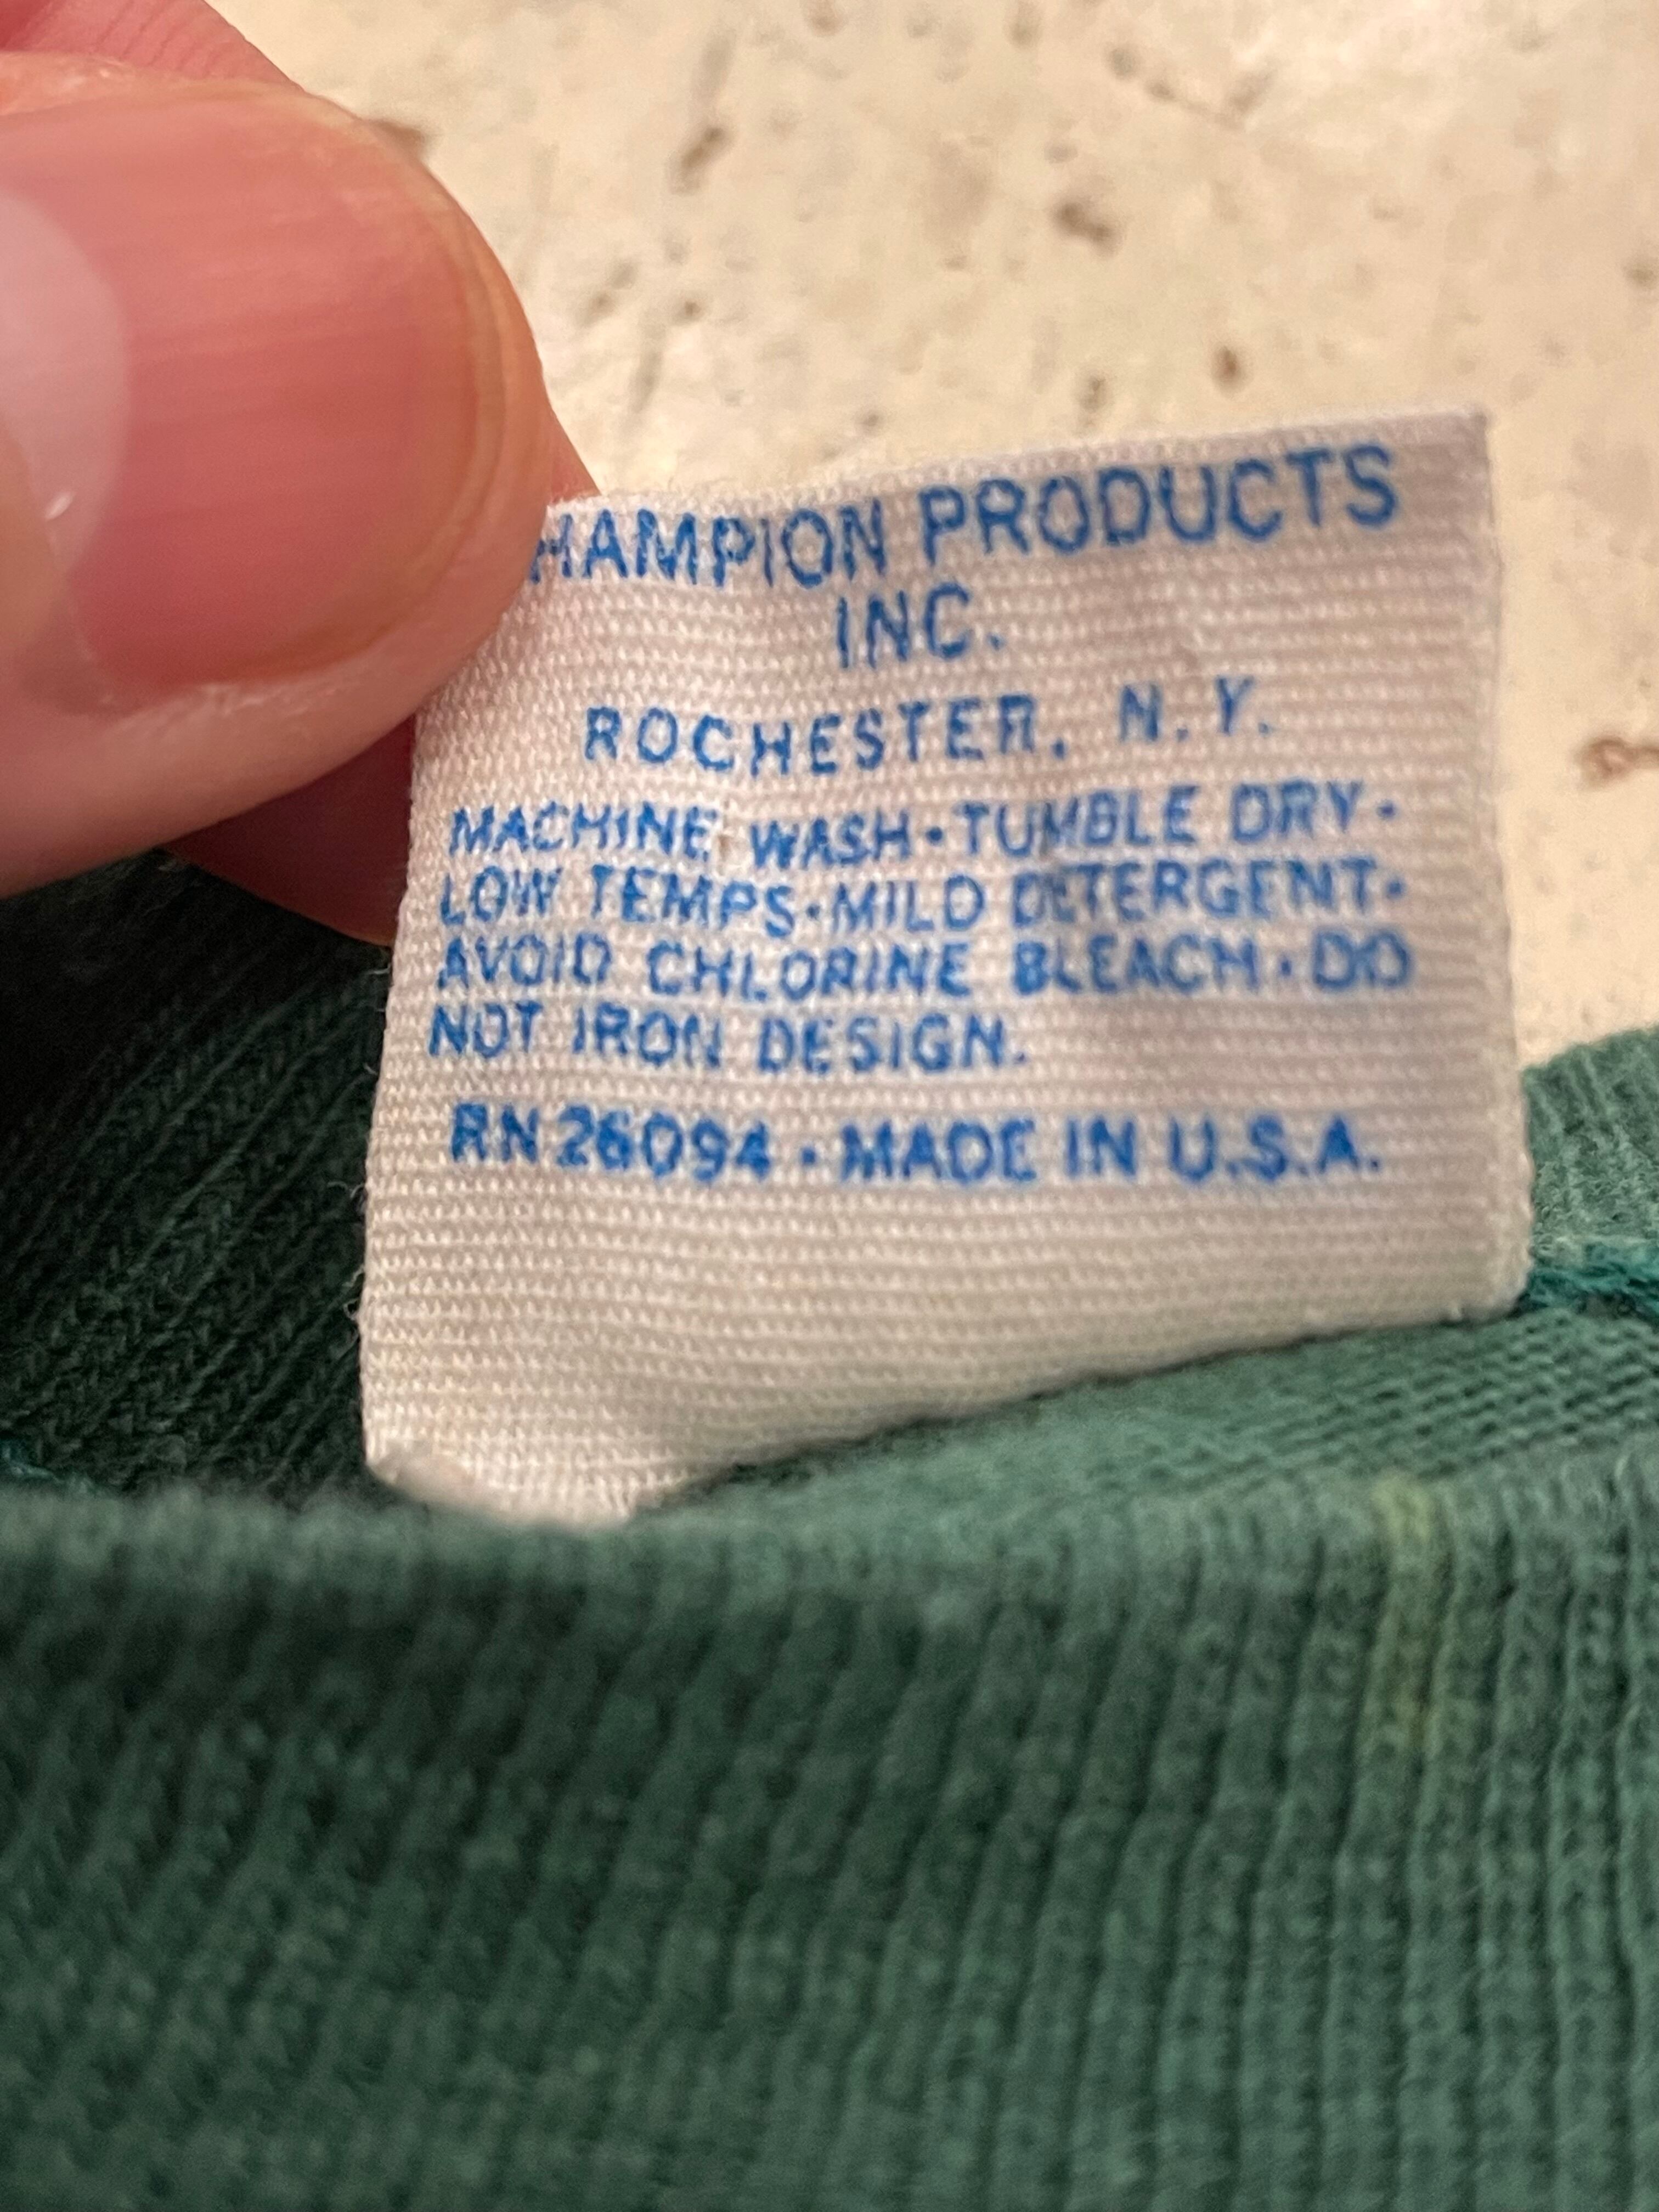 HAMPION PRODUCTS
INC.
ROCHESTER, N.Y.
MACHINE WASH·TUMBLE DRY·
LOW TEMPS·MILD DETERGENT·
AVOID CHLORINE BLEACH·DO
NOT IRON DESIGN.
RN 26094·MADE IN U.S.A.